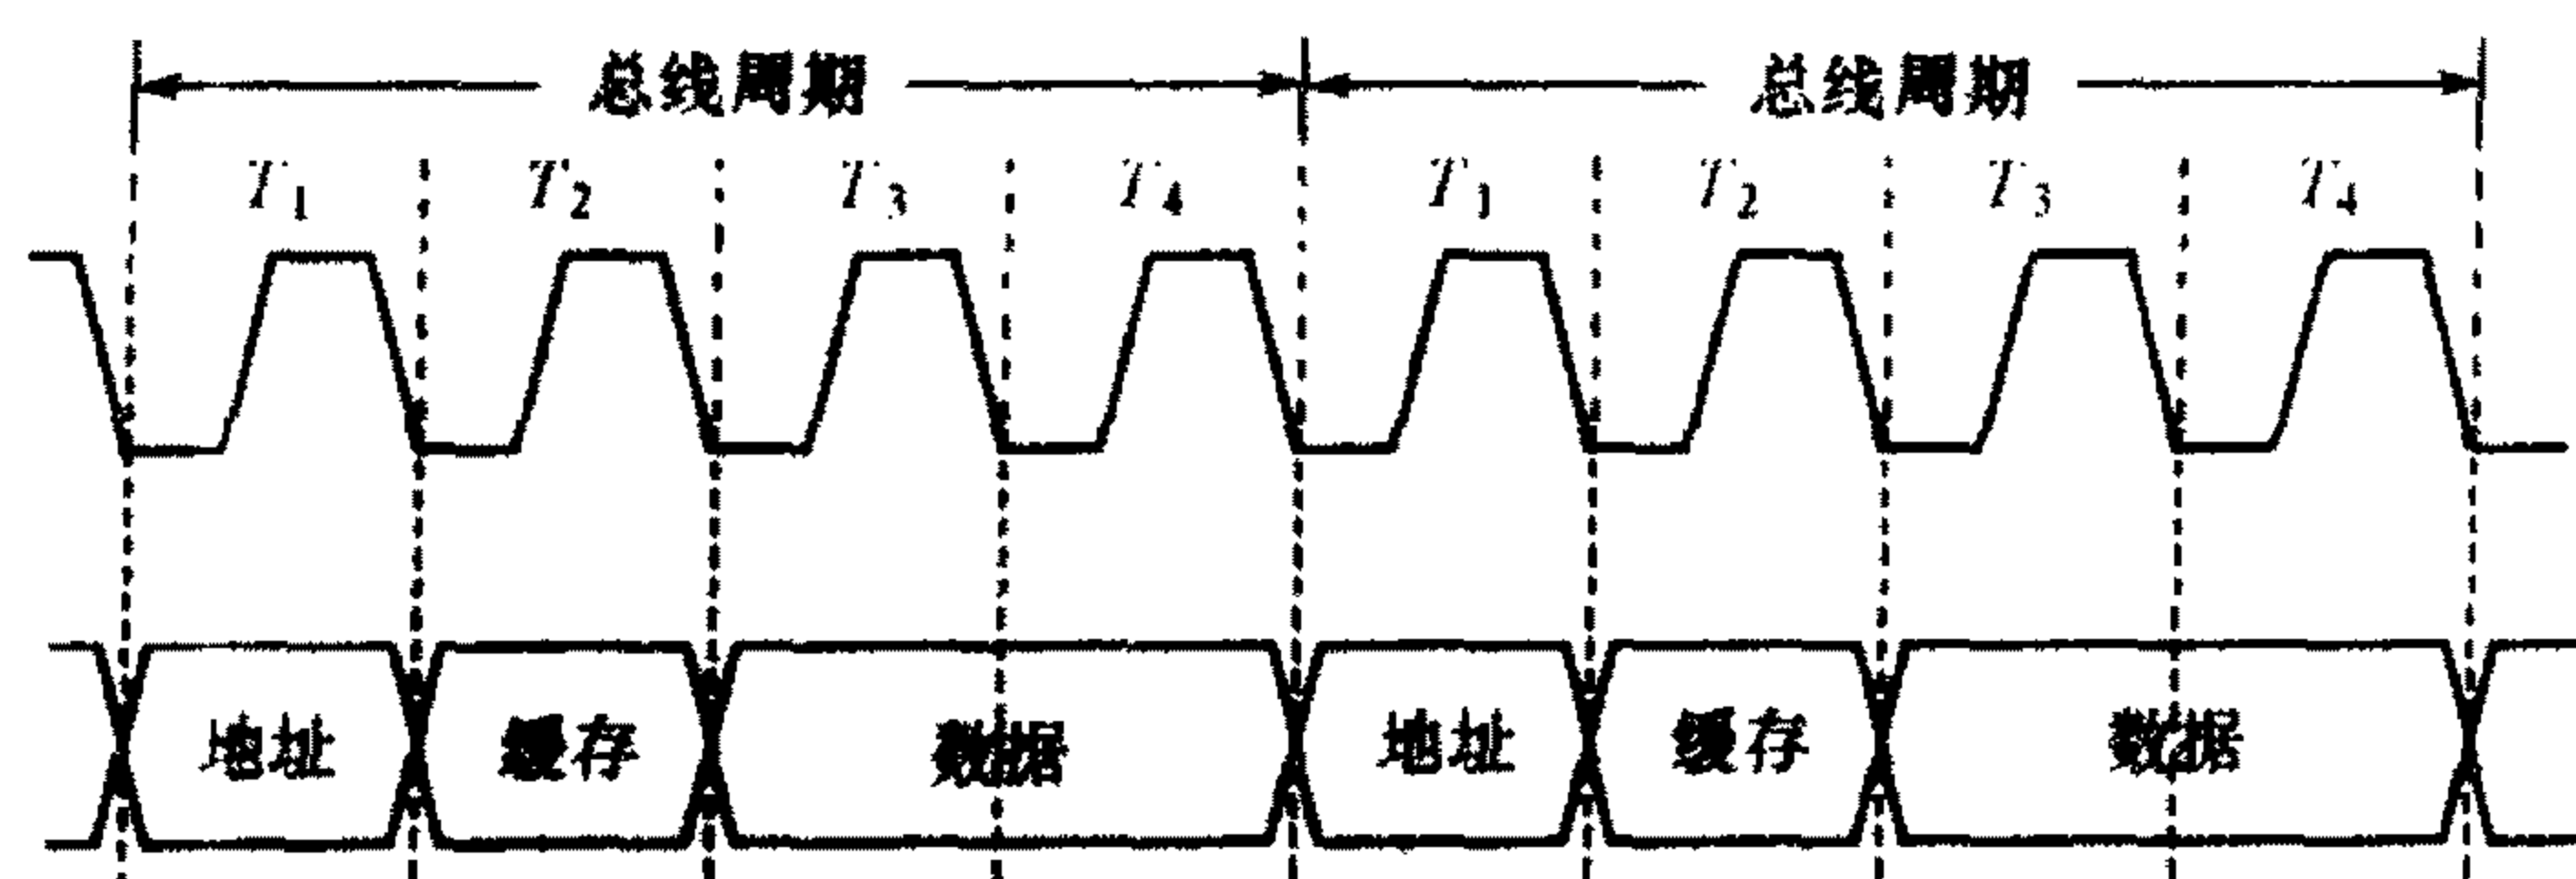 总线周期 总线周期
T1 T2 T3 T4 T1 T2 T3 T4
地址 缓存 数据 地址 缓存 数据